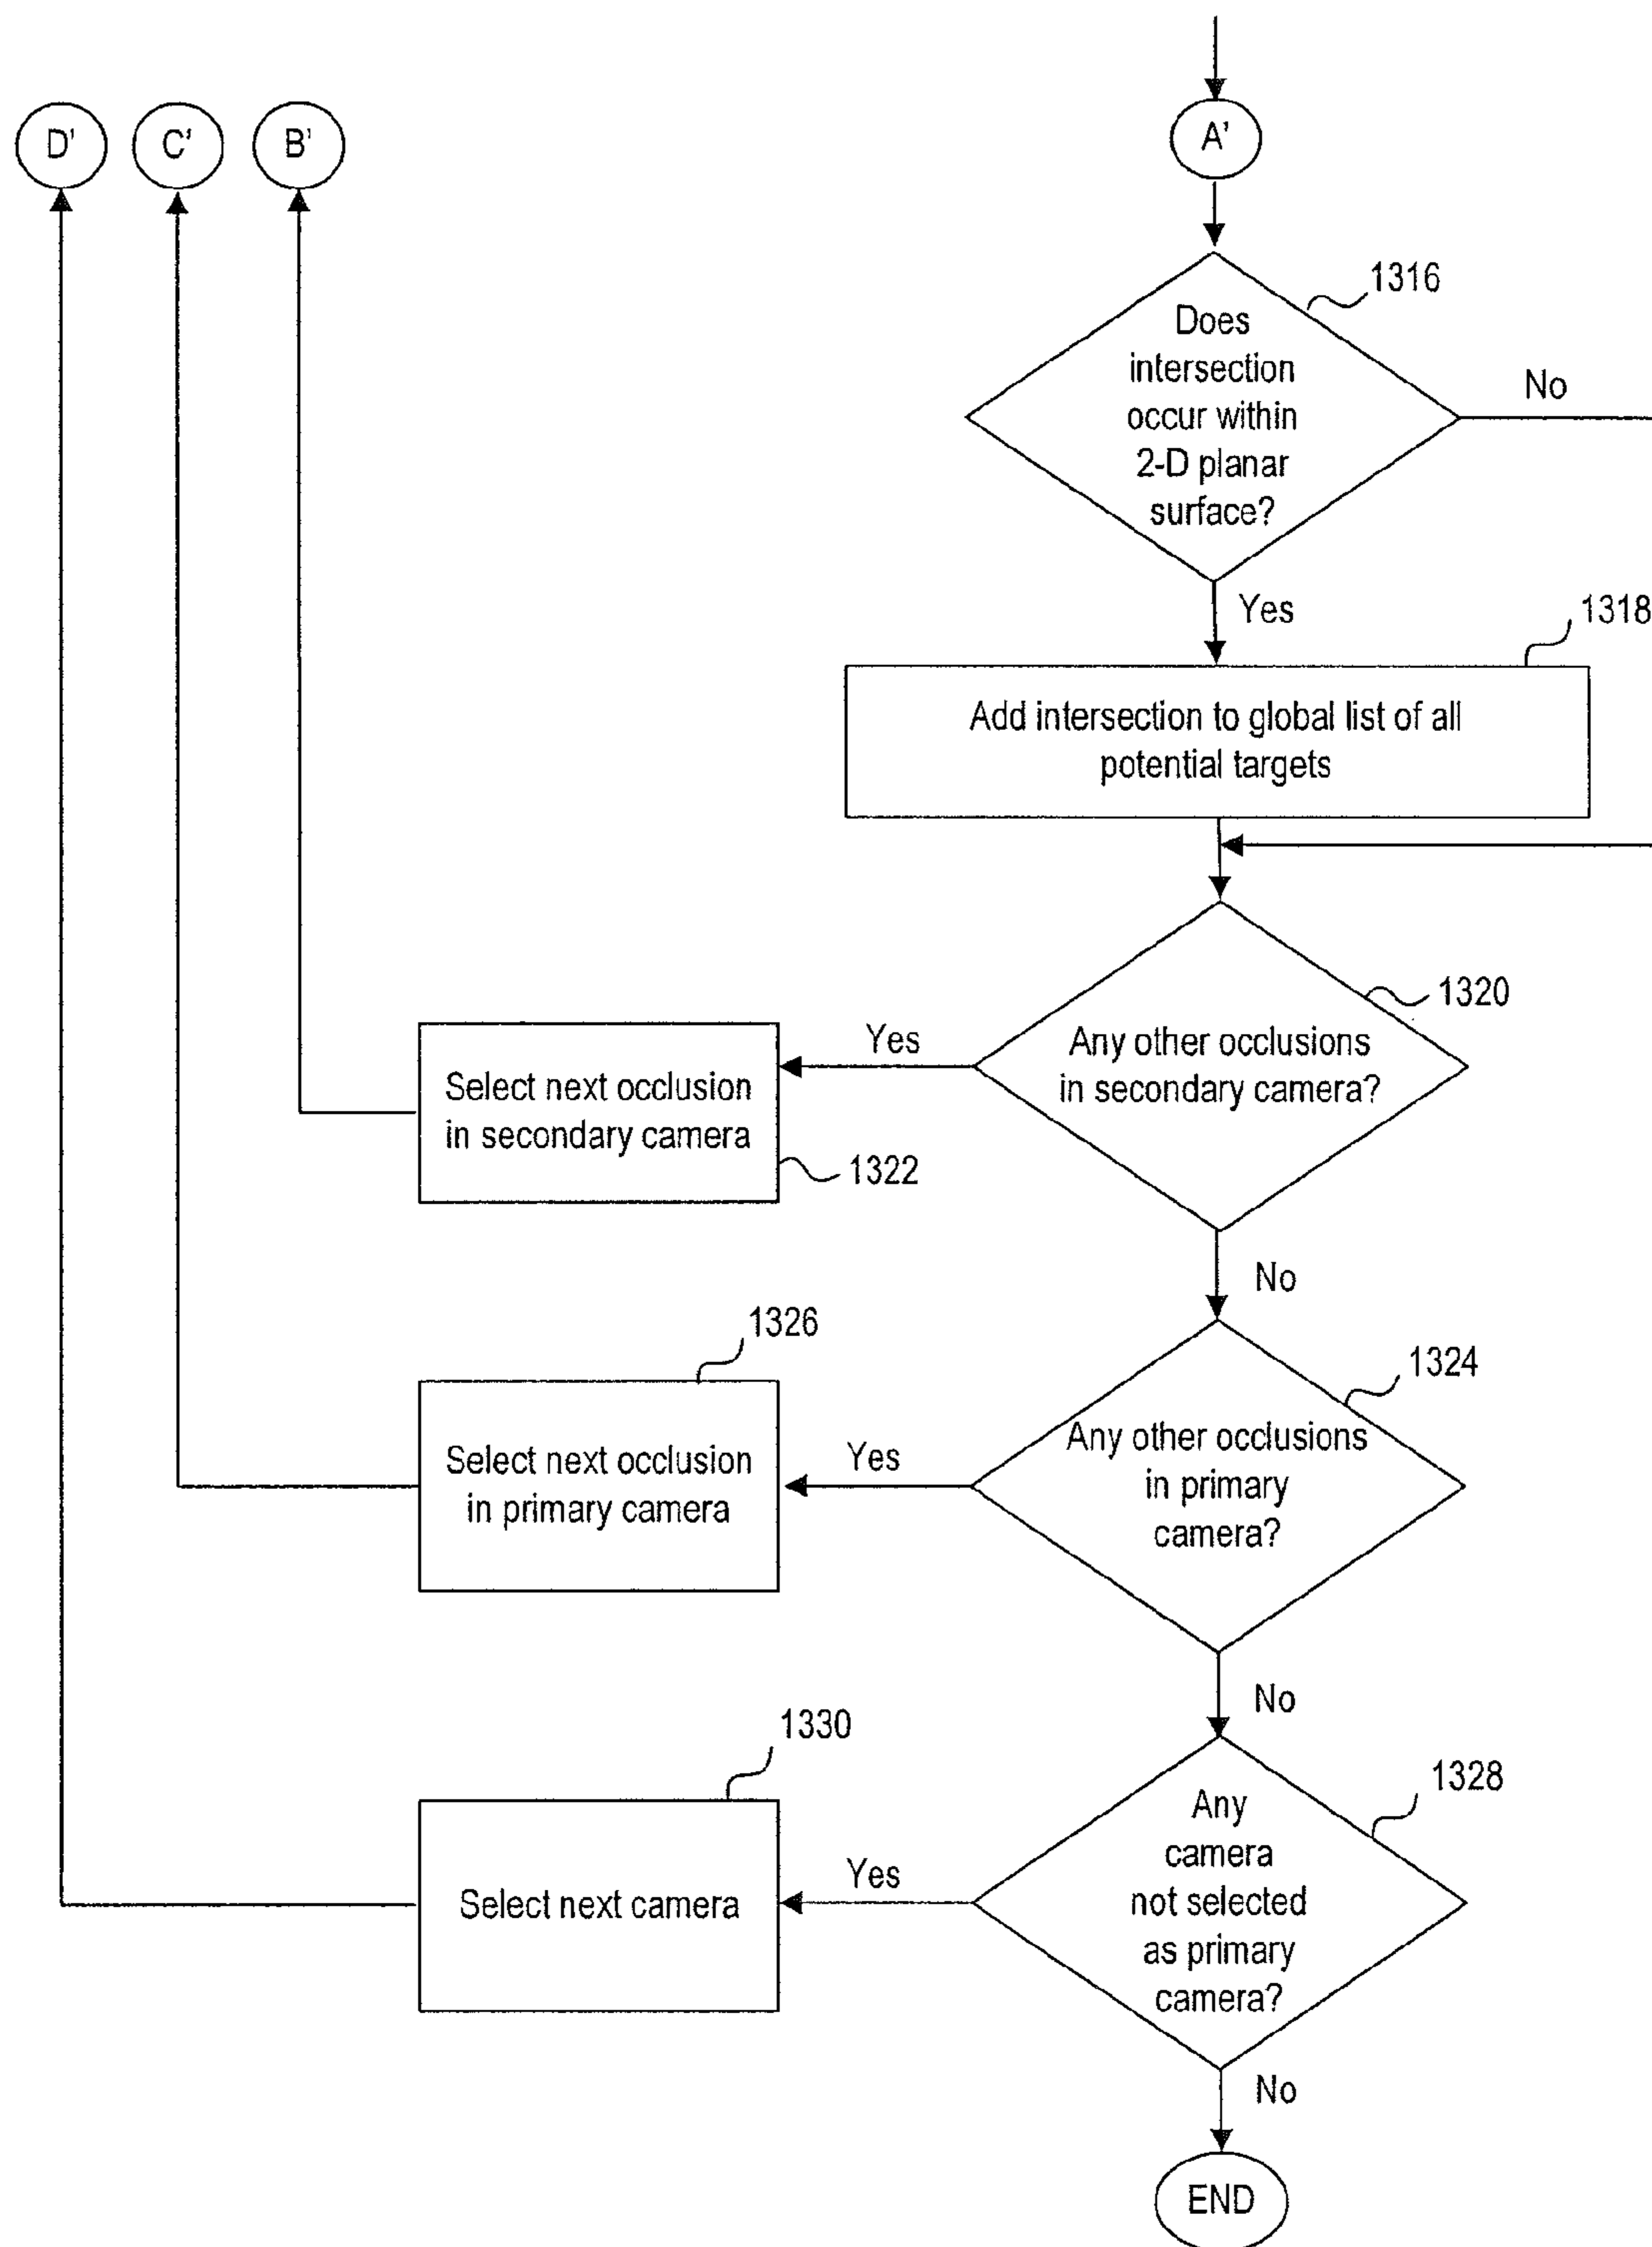 D'
C'
B'
A'
1316
Does
intersection
occur within
2-D planar
surface?
No
Yes
1318
Add intersection to global list of all
potential targets
1320
Any other occlusions
in secondary camera?
Yes
Select next occlusion
in secondary camera
1322
No
1326
1324
Any other occlusions
in primary
camera?
Yes
Select next occlusion
in primary camera
No
1330
1328
Any
camera
not selected
as primary
camera?
Yes
Select next camera
No
END